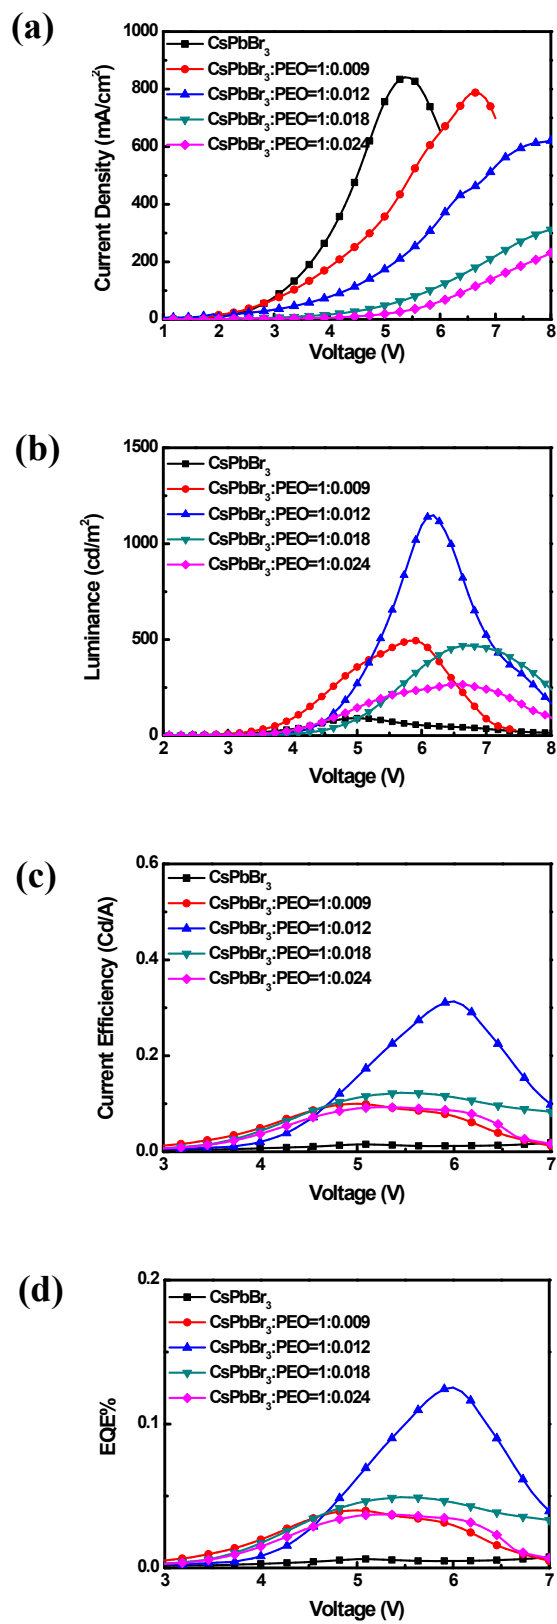 (a)
1000
800
600
400
200
0
Current Density (mA/cm²)
CsPbBr₃
CsPbBr₃:PEO=1:0.009
CsPbBr₃:PEO=1:0.012
CsPbBr₃:PEO=1:0.018
CsPbBr₃:PEO=1:0.024
1 2 3 4 5 6 7 8
Voltage (V)
(b)
1500
1000
500
0
Luminance (cd/m²)
CsPbBr₃
CsPbBr₃:PEO=1:0.009
CsPbBr₃:PEO=1:0.012
CsPbBr₃:PEO=1:0.018
CsPbBr₃:PEO=1:0.024
2 3 4 5 6 7 8
Voltage (V)
(c)
0.6
0.4
0.2
0.0
Current Efficiency (Cd/A)
CsPbBr₃
CsPbBr₃:PEO=1:0.009
CsPbBr₃:PEO=1:0.012
CsPbBr₃:PEO=1:0.018
CsPbBr₃:PEO=1:0.024
3 4 5 6 7
Voltage (V)
(d)
0.2
0.1
0.0
EQE%
CsPbBr₃
CsPbBr₃:PEO=1:0.009
CsPbBr₃:PEO=1:0.012
CsPbBr₃:PEO=1:0.018
CsPbBr₃:PEO=1:0.024
3 4 5 6 7
Voltage (V)